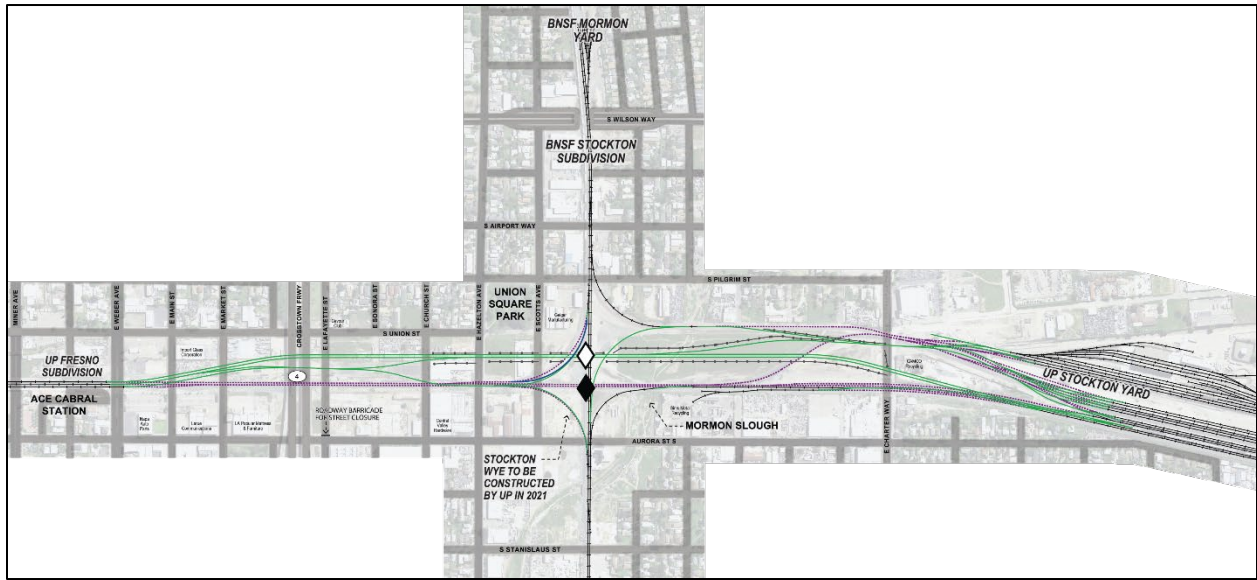 BNSF MORMON
YARD
S WILSON WAY
BNSF STOCKTON
SUBDIVISION
S AIRPORT WAY
S PILGRIM ST
MINER AVE
E WEBER AVE
E MAIN ST
E MARKET ST
CROSSTOWN FRWY
E LAFAYETTE ST
E SONORA ST
E CHURCH ST
E HAZELTON AVE
UNION
SQUARE
PARK
E SCOTTS AVE
S UNION ST
UP FRESNO
SUBDIVISION
4
ACE CABRAL
STATION
ROADWAY BARRICADE
FOR STREET CLOSURE
UP STOCKTON YARD
E CHARTER WAY
MORMON SLOUGH
AURORA ST S
STOCKTON
WYE TO BE
CONSTRUCTED
BY UP IN 2021
S STANISLAUS ST